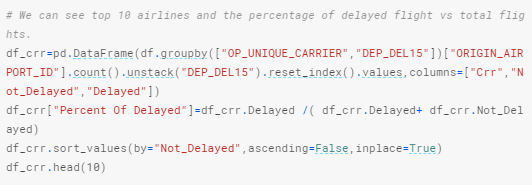 # We can see top 10 airlines and the percentage of delayed flight vs total flig
hts.
df_crr=pd.DataFrame(df.groupby(["OP_UNIQUE_CARRIER","DEP_DEL15"])["ORIGIN_AIR
PORT_ID"].count().unstack("DEP_DEL15").reset_index().values,columns=["Crr","N
ot_Delayed","Delayed"])
df_crr["Percent Of Delayed"]=df_crr.Delayed /( df_crr.Delayed+ df_crr.Not_Del
ayed)
df_crr.sort_values(by="Not_Delayed",ascending=False,inplace=True)
df_crr.head(10)